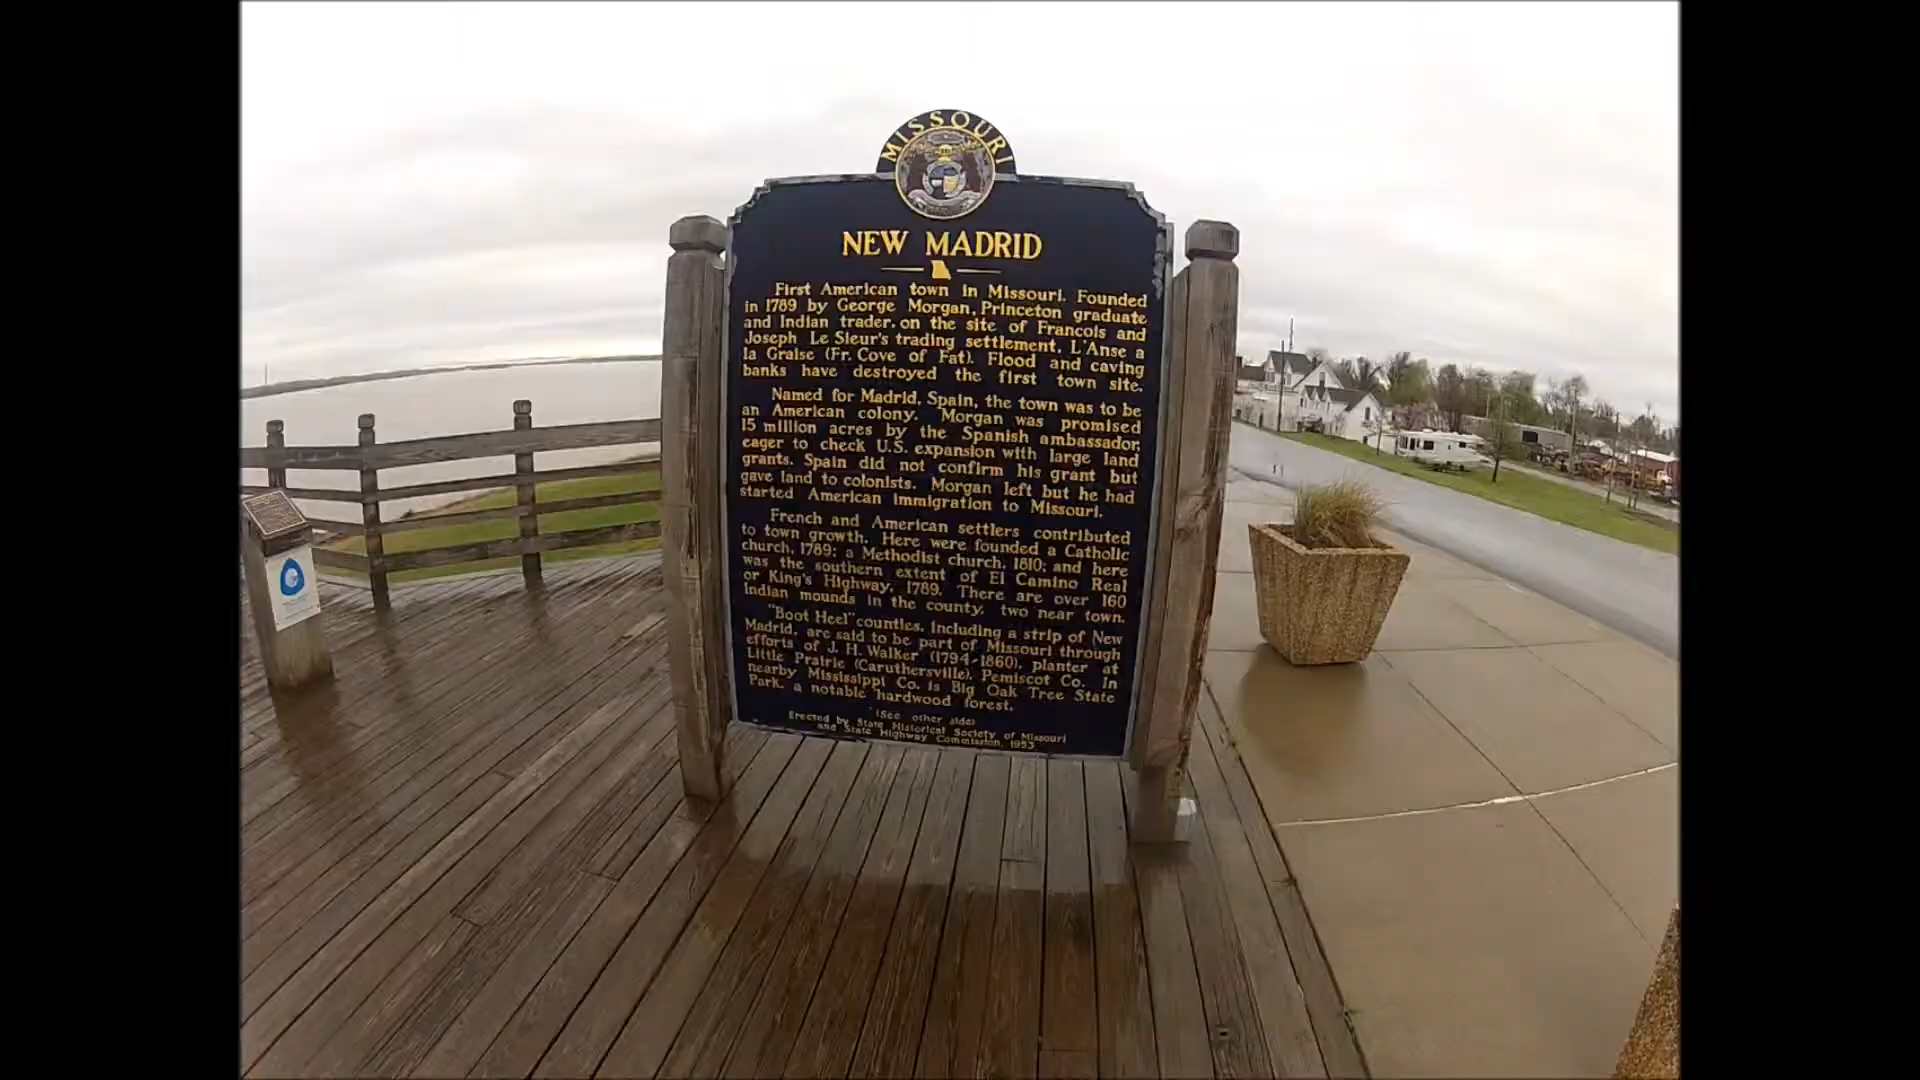 MISSOURI
NEW MADRID
First American town in Missouri. Founded
in 1789 by George Morgan, Princeton graduate
and Indian trader, on the site of Francois and
Joseph Le Sieur's trading settlement, L'Anse a
la Graise (Fr. Cove of Fat). Flood and caving
banks have destroyed the first town site.
Named for Madrid, Spain, the town was to be
an American colony. Morgan was promised
15 million acres by the Spanish ambassador,
eager to check U.S. expansion with large land
grants. Spain did not confirm his grant but
gave land to colonists. Morgan left but he had
started American immigration to Missouri.
French and American settlers contributed
to town growth. Here were founded a Catholic
church, 1789; a Methodist church, 1810; and here
was the southern extent of El Camino Real
or King's Highway, 1789. There are over 160
Indian mounds in the county, two near town.
"Boot Heel" counties, including a strip of New
Madrid, are said to be part of Missouri through
efforts of J. H. Walker (1794-1860), planter at
Little Prairie (Caruthersville), Pemiscot Co. In
nearby Mississippi Co. is Big Oak Tree State
Park, a notable hardwood forest.
(See other side)
Erected by State Historical Society of Missouri
and State Highway Commission, 1953